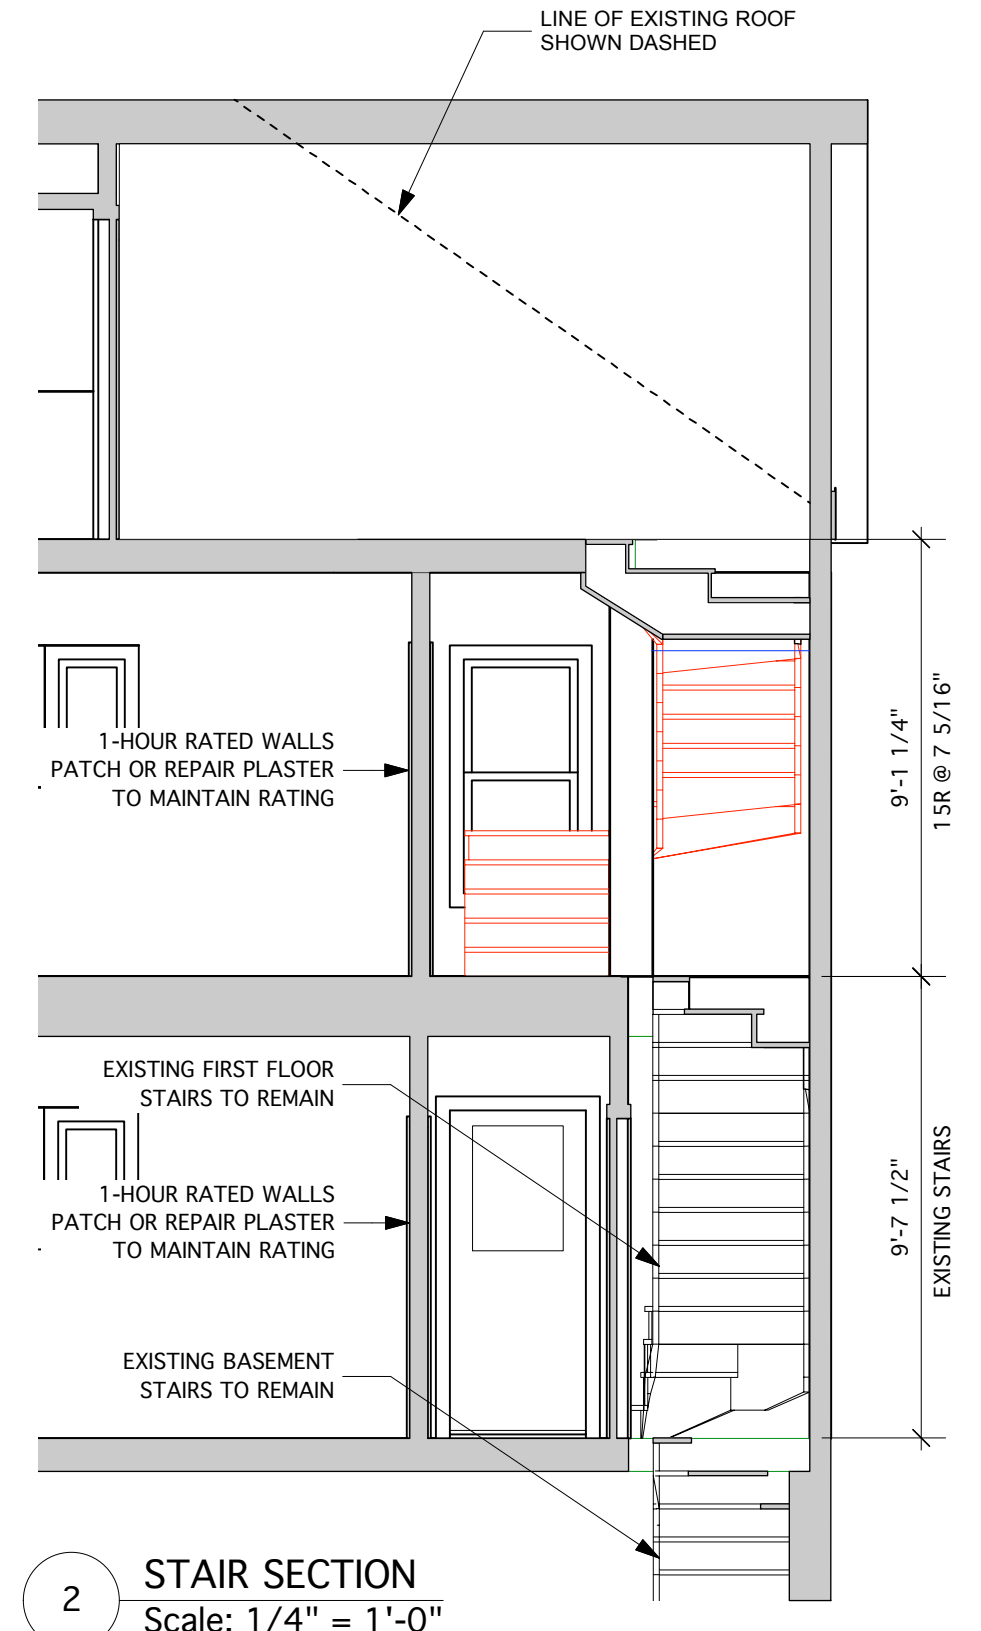 LINE OF EXISTING ROOF
SHOWN DASHED
1-HOUR RATED WALLS
PATCH OR REPAIR PLASTER
TO MAINTAIN RATING
9'-1 1/4"
15R @ 7 5/16"
EXISTING FIRST FLOOR
STAIRS TO REMAIN
1-HOUR RATED WALLS
PATCH OR REPAIR PLASTER
TO MAINTAIN RATING
9'-7 1/2"
EXISTING STAIRS
EXISTING BASEMENT
STAIRS TO REMAIN
2
STAIR SECTION
Scale: 1/4" = 1'-0"